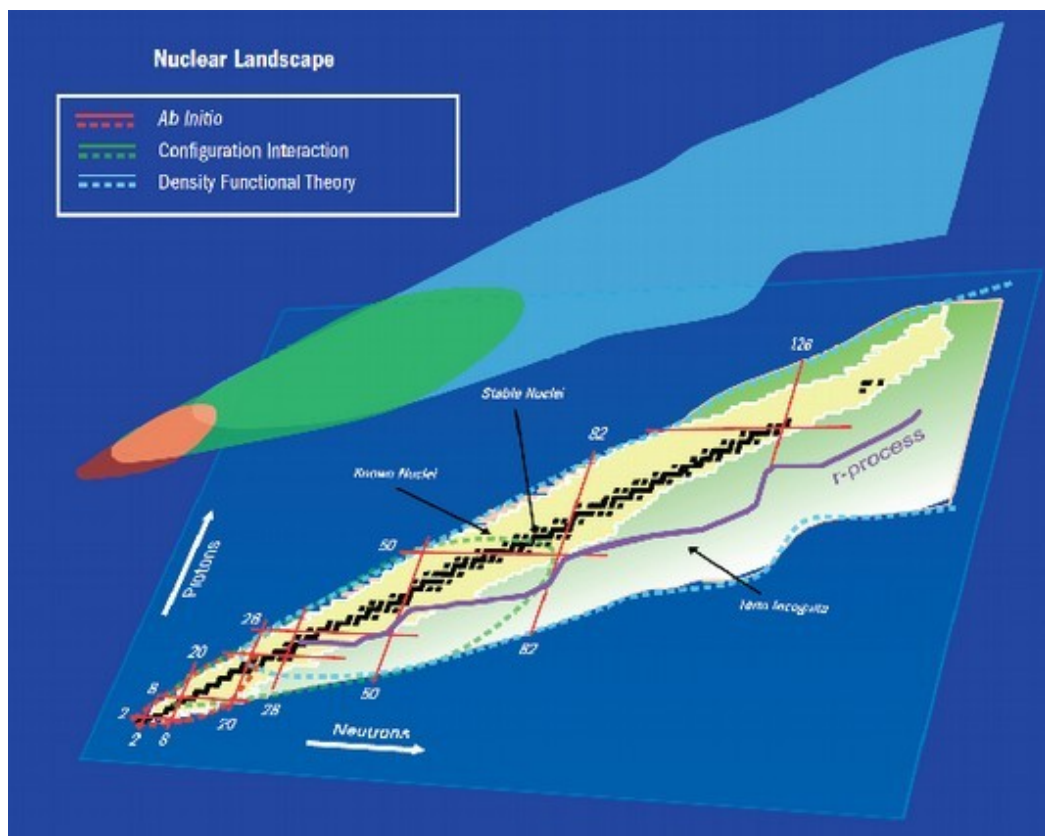 Nuclear Landscape
Ab Initio
Configuration Interaction
Density Functional Theory
126
Stable Nuclei
82
Known Nuclei
r-process
50
Protons
Terra Incognita
28
20
82
8
50
2
28
20
2
8
Neutrons